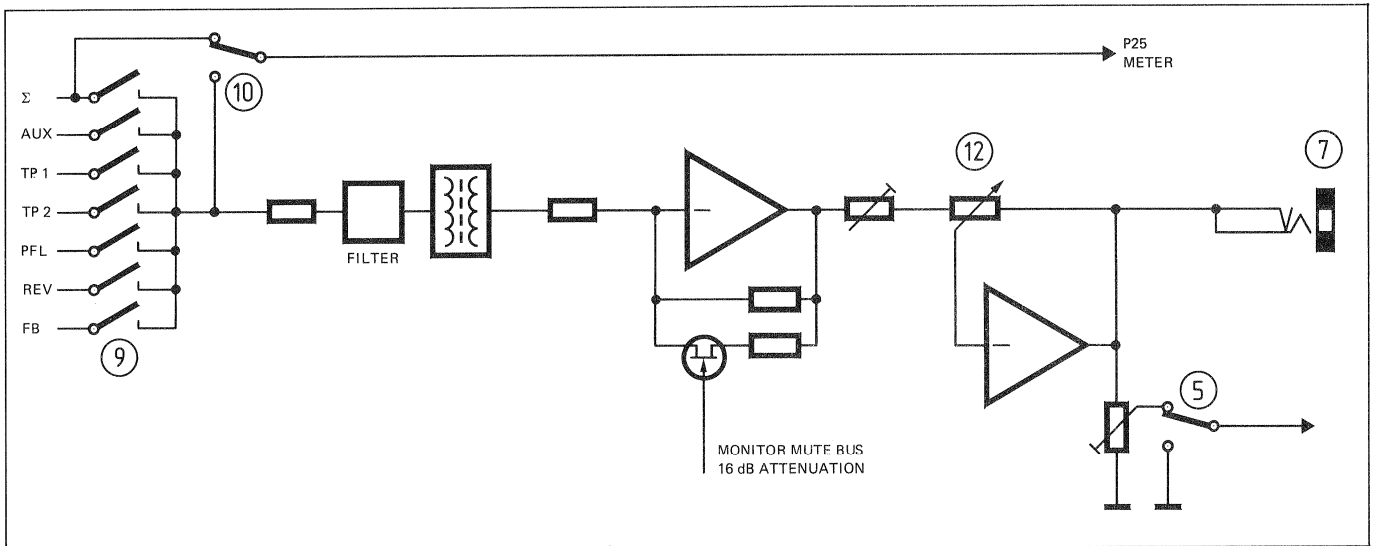 P25
METER
10
Σ
AUX
TP 1
TP 2
PFL
REV
FB
9
FILTER
12
7
5
MONITOR MUTE BUS
16 dB ATTENUATION